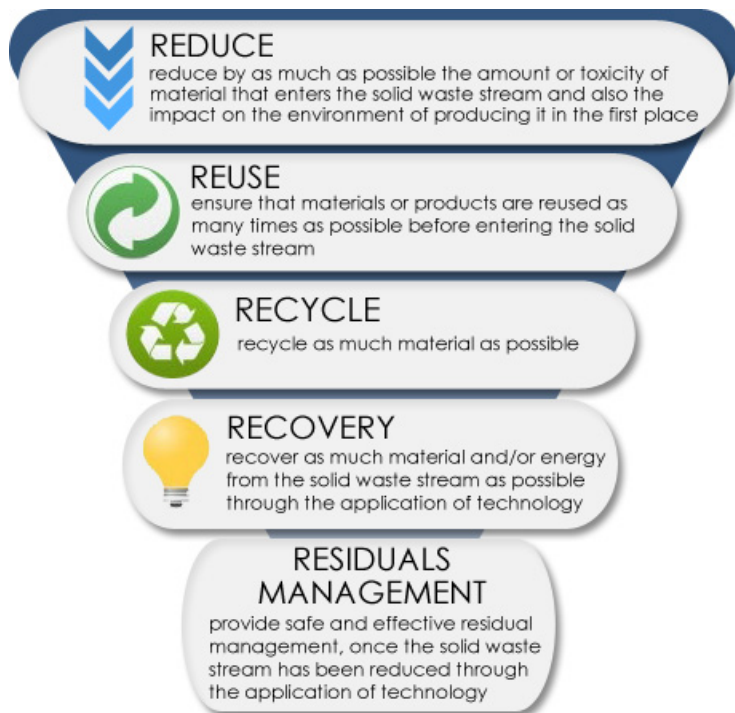 REDUCE
reduce by as much as possible the amount or toxicity of
material that enters the solid waste stream and also the
impact on the environment of producing it in the first place
REUSE
ensure that materials or products are reused as
many times as possible before entering the solid
waste stream
RECYCLE
recycle as much material as possible
RECOVERY
recover as much material and/or energy
from the solid waste stream as possible
through the application of technology
RESIDUALS
MANAGEMENT
provide safe and effective residual
management, once the solid waste
stream has been reduced through
the application of technology